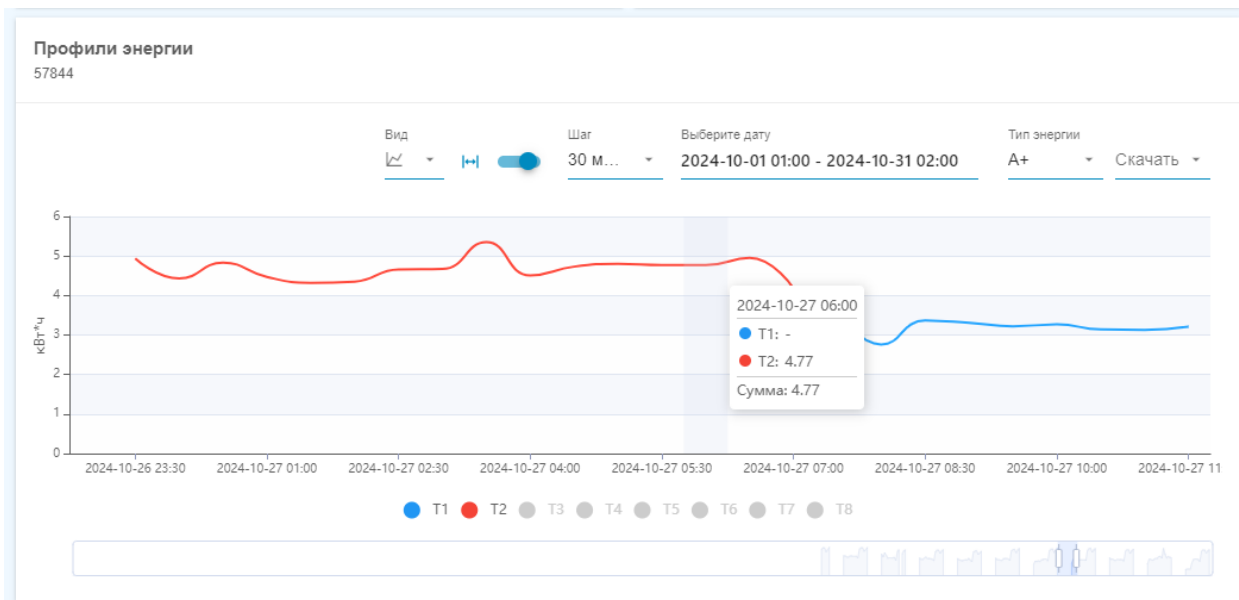 Профили энергии
57844
Вид
Шаг
Выберите дату
Тип энергии
30 м...
2024-10-01 01:00 - 2024-10-31 02:00
A+
Скачать
6
5
4
3
2
1
0
кВт*ч
2024-10-27 06:00
T1: -
T2: 4.77
Сумма: 4.77
2024-10-26 23:30
2024-10-27 01:00
2024-10-27 02:30
2024-10-27 04:00
2024-10-27 05:30
2024-10-27 07:00
2024-10-27 08:30
2024-10-27 10:00
2024-10-27 11
T1 T2 T3 T4 T5 T6 T7 T8